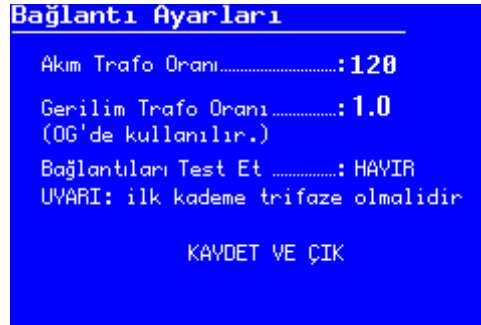 Bağlantı Ayarları
Akım Trafo Oranı..............................:120
Gerilim Trafo Oranı.................:1.0
(OG'de kullanılır.)
Bağlantıları Test Et .................: HAYIR
UYARI: ilk kademe trifaze olmalidir
KAYDET VE ÇIK